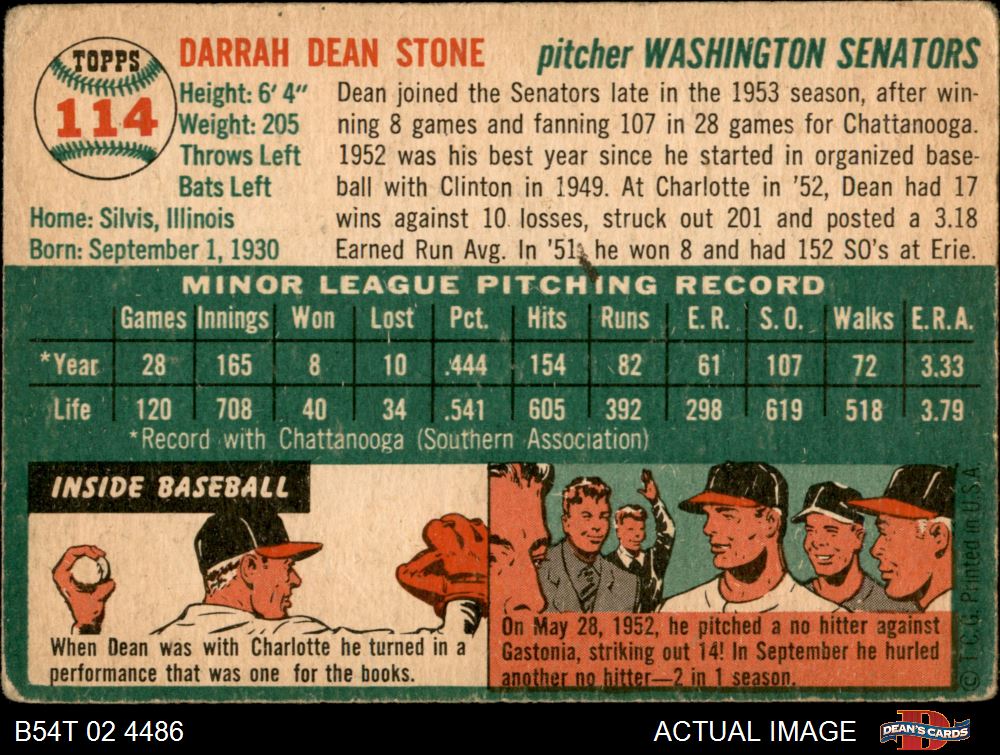 TOPPS
114
DARRAH DEAN STONE pitcher WASHINGTON SENATORS
Height: 6' 4"
Weight: 205
Throws Left
Bats Left
Home: Silvis, Illinois
Born: September 1, 1930
Dean joined the Senators late in the 1953 season, after win-
ning 8 games and fanning 107 in 28 games for Chattanooga.
1952 was his best year since he started in organized base-
ball with Clinton in 1949. At Charlotte in '52, Dean had 17
wins against 10 losses, struck out 201 and posted a 3.18
Earned Run Avg. In '51, he won 8 and had 152 SO's at Erie.
MINOR LEAGUE PITCHING RECORD
Games Innings Won Lost Pct. Hits Runs E. R. S. O. Walks E.R.A.
*Year 28 165 8 10 .444 154 82 61 107 72 3.33
Life 120 708 40 34 .541 605 392 298 619 518 3.79
*Record with Chattanooga (Southern Association)
INSIDE BASEBALL
When Dean was with Charlotte he turned in a
performance that was one for the books.
On May 28, 1952, he pitched a no hitter against
Gastonia, striking out 14! In September he hurled
another no hitter—2 in 1 season.
© T.C.G. Printed in U.S.A.
B54T 02 4486 ACTUAL IMAGE
D
DEAN'S CARDS